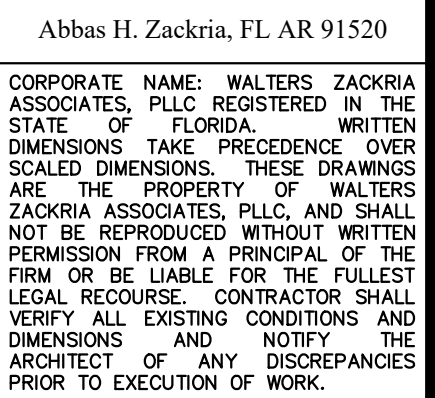 Abbas H. Zackria, FL AR 91520
CORPORATE NAME: WALTERS ZACKRIA
ASSOCIATES, PLLC REGISTERED IN THE
STATE OF FLORIDA. WRITTEN
DIMENSIONS TAKE PRECEDENCE OVER
SCALED DIMENSIONS. THESE DRAWINGS
ARE THE PROPERTY OF WALTERS
ZACKRIA ASSOCIATES, PLLC, AND SHALL
NOT BE REPRODUCED WITHOUT WRITTEN
PERMISSION FROM A PRINCIPAL OF THE
FIRM OR BE LIABLE FOR THE FULLEST
LEGAL RECOURSE. CONTRACTOR SHALL
VERIFY ALL EXISTING CONDITIONS AND
DIMENSIONS AND NOTIFY THE
ARCHITECT OF ANY DISCREPANCIES
PRIOR TO EXECUTION OF WORK.